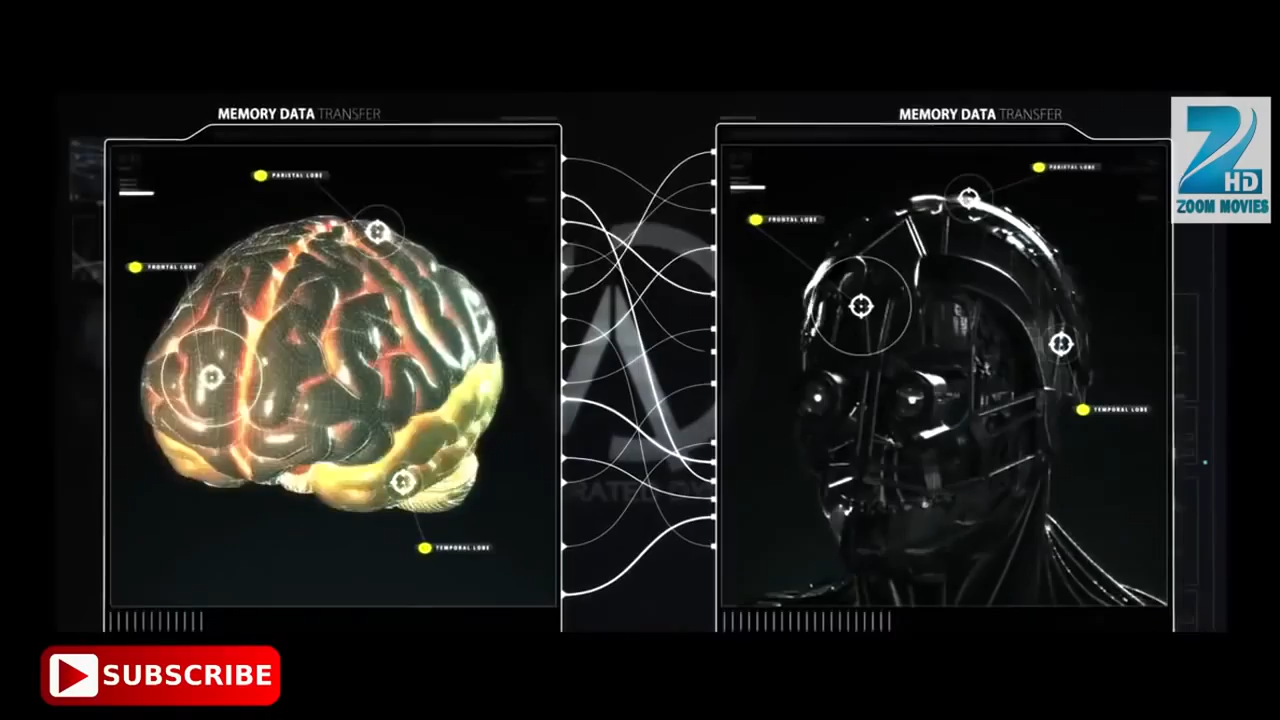 MEMORY DATA TRANSFER
MEMORY DATA TRANSFER
HD
ZOOM MOVIES
PARIETAL LOBE
PARIETAL LOBE
FRONTAL LOBE
FRONTAL LOBE
TEMPORAL LOBE
TEMPORAL LOBE
SUBSCRIBE